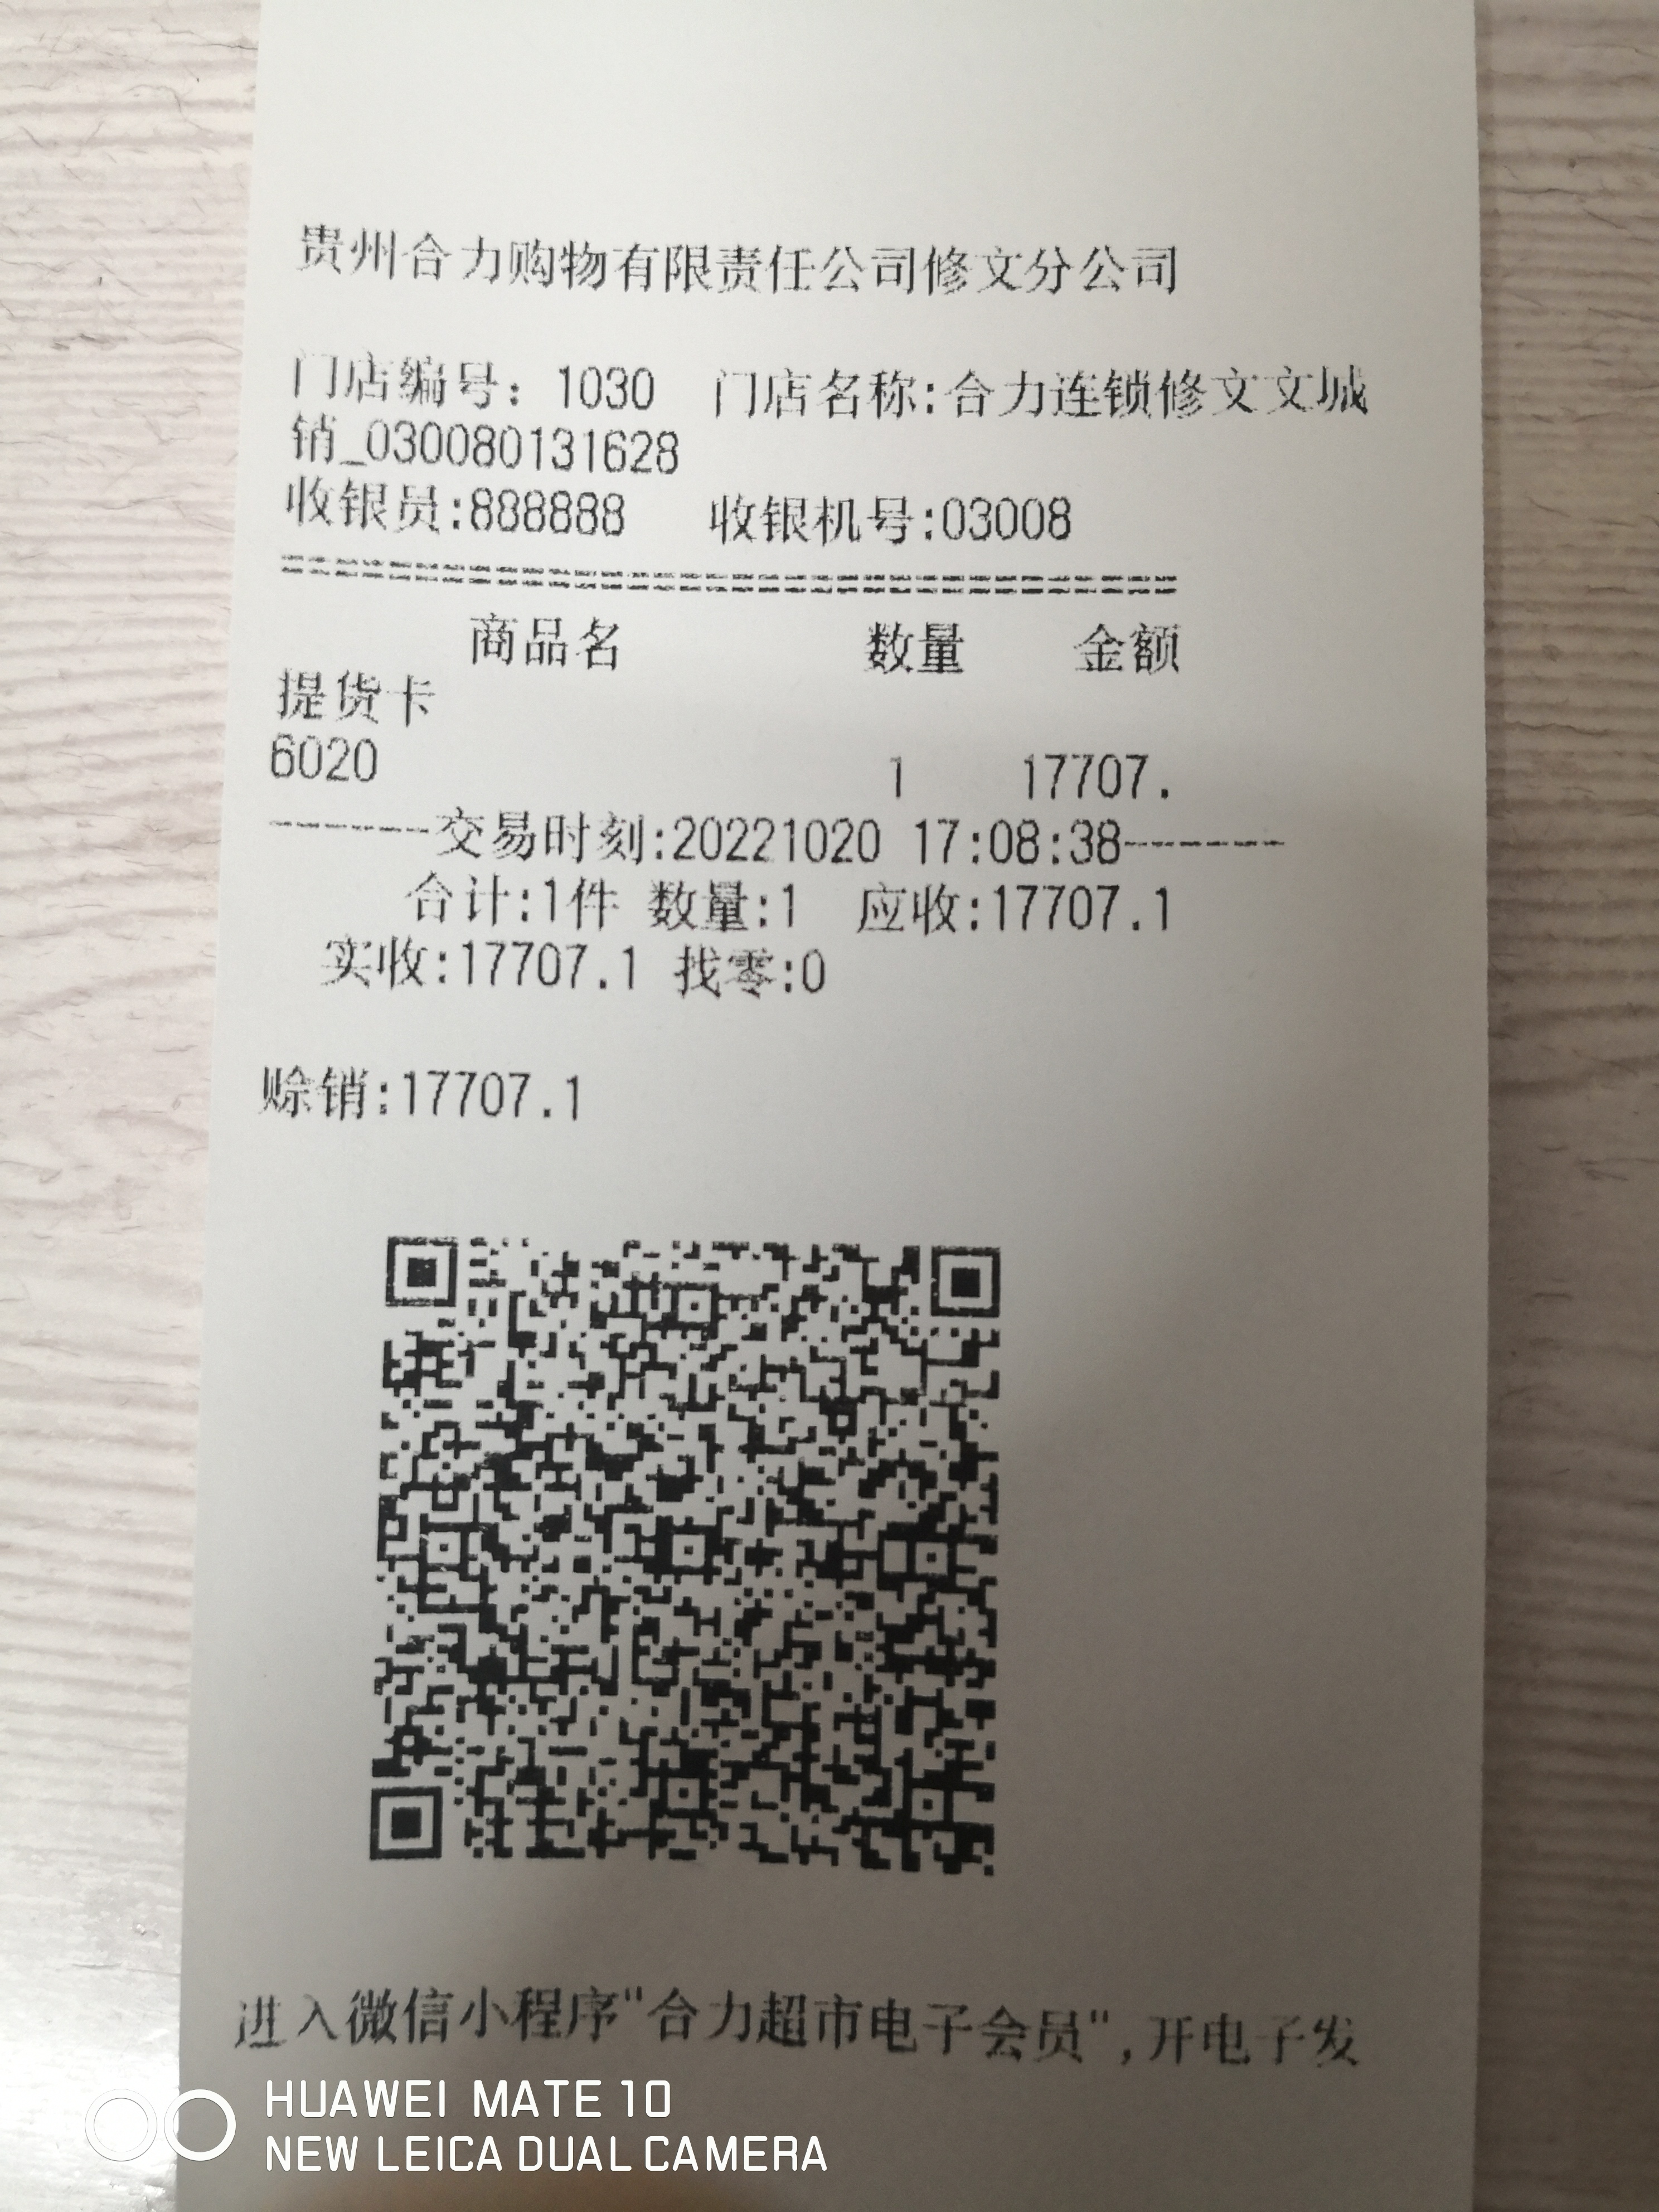 贵州合力购物有限责任公司修文分公司
门店编号: 1030 门店名称:合力连锁修文文城
销_030080131628
收银员:888888 收银机号:03008
==================================
商品名 数量 金额
提货卡
6020 1 17707.
------交易时刻:20221020 17:08:38------
合计:1件 数量:1 应收:17707.1
实收:17707.1 找零:0
赊销:17707.1
进入微信小程序"合力超市电子会员",开电子发
HUAWEI MATE 10
NEW LEICA DUAL CAMERA